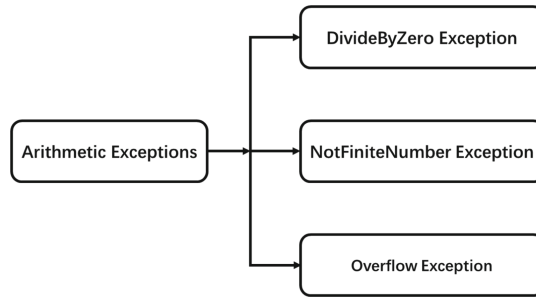 DivideByZero Exception
Arithmetic Exceptions
NotFiniteNumber Exception
Overflow Exception